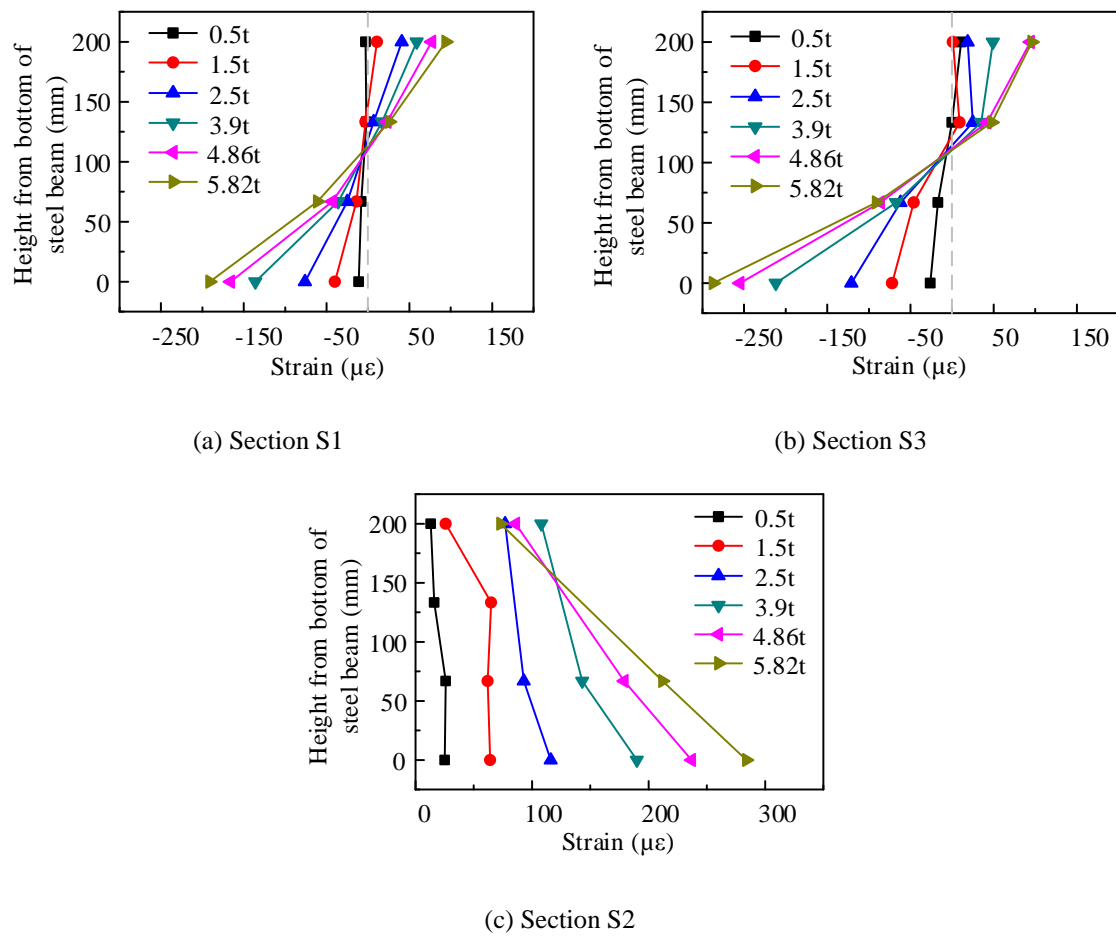 Height from bottom of
steel beam (mm)
200
150
100
50
0
-250
-150
-50
50
150
Strain (με)
0.5t
1.5t
2.5t
3.9t
4.86t
5.82t
(a) Section S1
Height from bottom of
steel beam (mm)
200
150
100
50
0
-250
-150
-50
50
150
Strain (με)
0.5t
1.5t
2.5t
3.9t
4.86t
5.82t
(b) Section S3
Height from bottom of
steel beam (mm)
200
150
100
50
0
0
100
200
300
Strain (με)
0.5t
1.5t
2.5t
3.9t
4.86t
5.82t
(c) Section S2